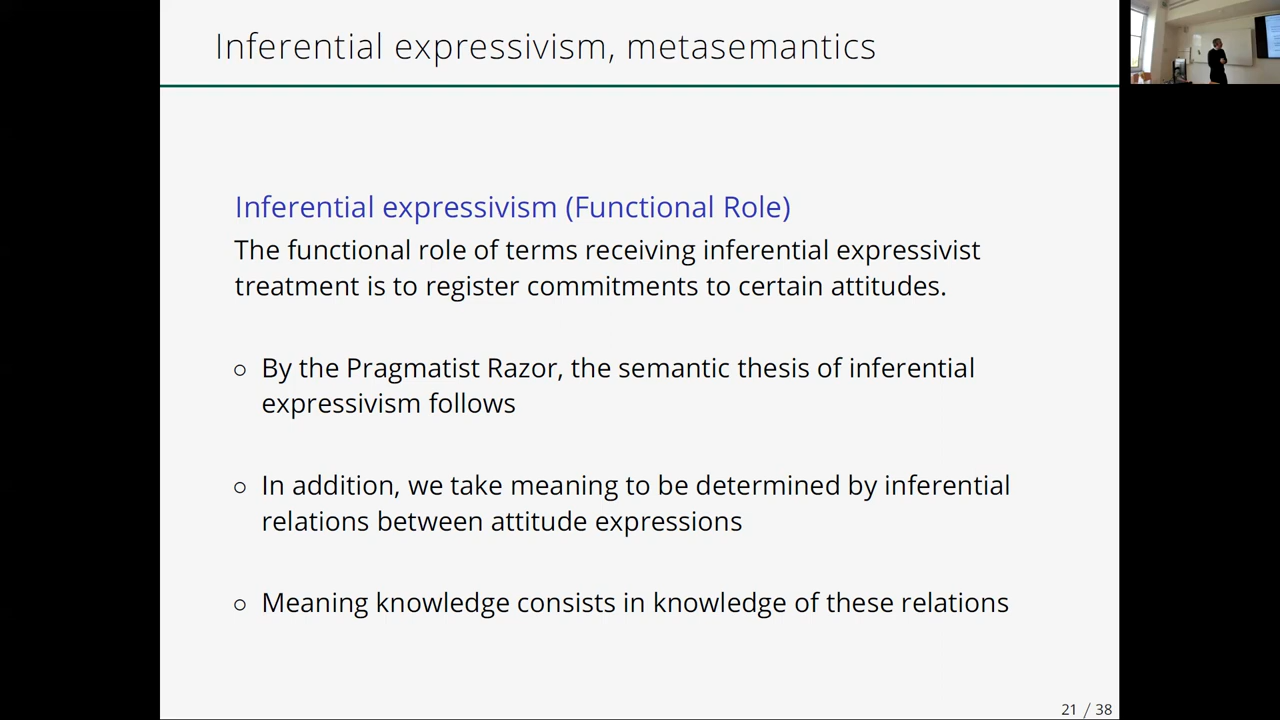 Inferential expressivism, metasemantics
Inferential expressivism (Functional Role)
The functional role of terms receiving inferential expressivist
treatment is to register commitments to certain attitudes.
○ By the Pragmatist Razor, the semantic thesis of inferential
expressivism follows
○ In addition, we take meaning to be determined by inferential
relations between attitude expressions
○ Meaning knowledge consists in knowledge of these relations
21 / 38